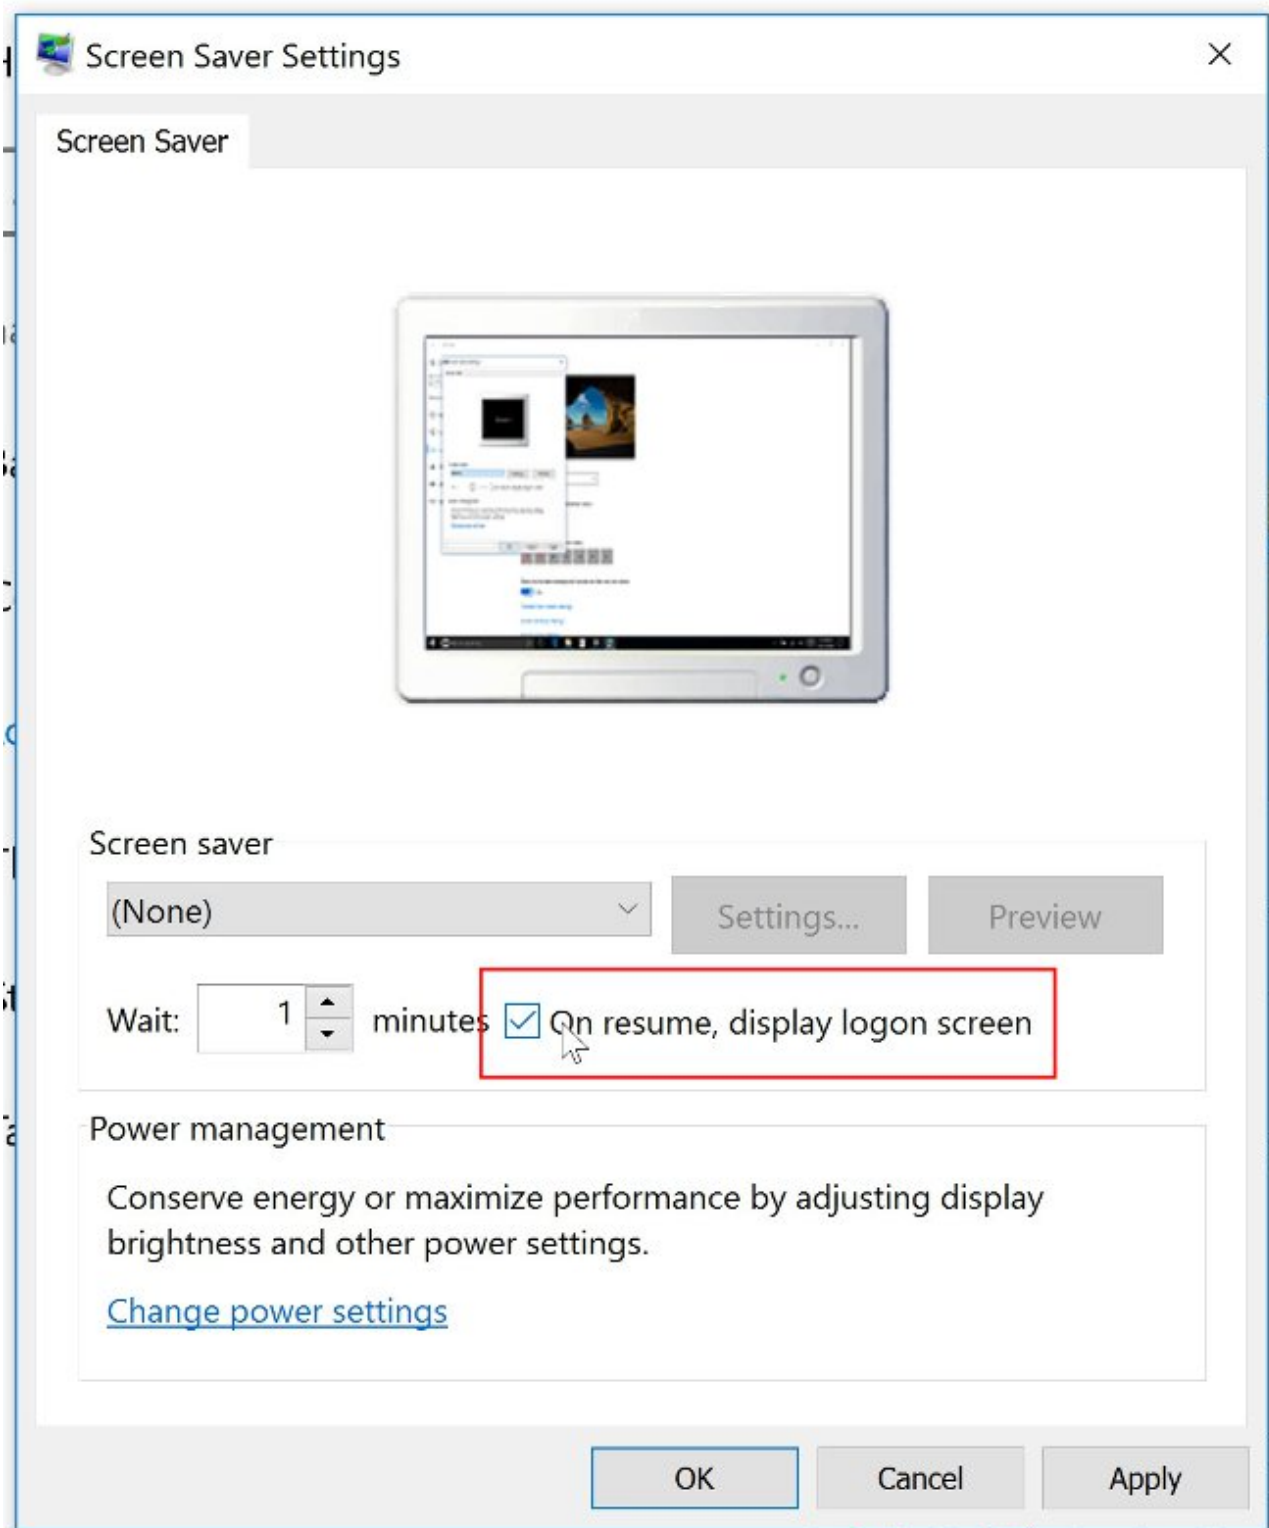 Screen Saver Settings
Screen Saver
Screen saver
(None)
Settings...
Preview
Wait:
1
minutes
On resume, display logon screen
Power management
Conserve energy or maximize performance by adjusting display
brightness and other power settings.
Change power settings
OK
Cancel
Apply